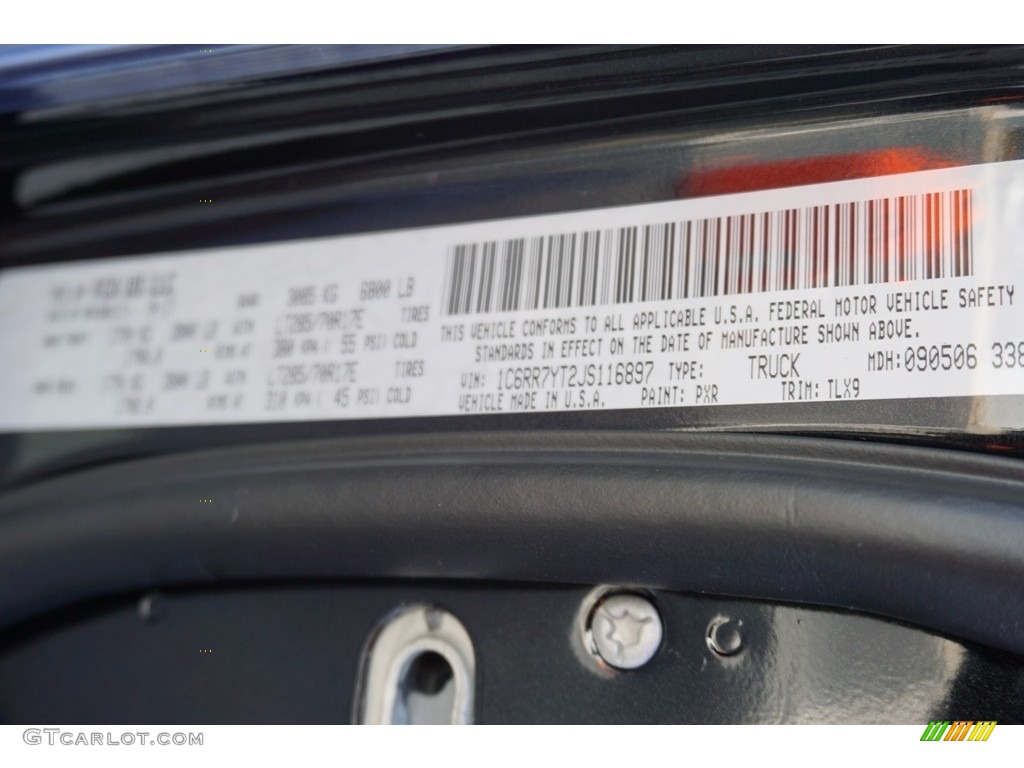 3085 KG 6800 LB
LT285/70R17E TIRES
380 KPA / 55 PSI/ COLD
LT285/70R17E TIRES
310 KPA / 45 PSI/ COLD
THIS VEHICLE CONFORMS TO ALL APPLICABLE U.S.A. FEDERAL MOTOR VEHICLE SAFETY
STANDARDS IN EFFECT ON THE DATE OF MANUFACTURE SHOWN ABOVE.
VIN: 1C6RR7YT2JS116897 TYPE: TRUCK MDH:090506 338
VEHICLE MADE IN U.S.A. PAINT: PXR TRIM: TLX9
GTCARLOT.COM